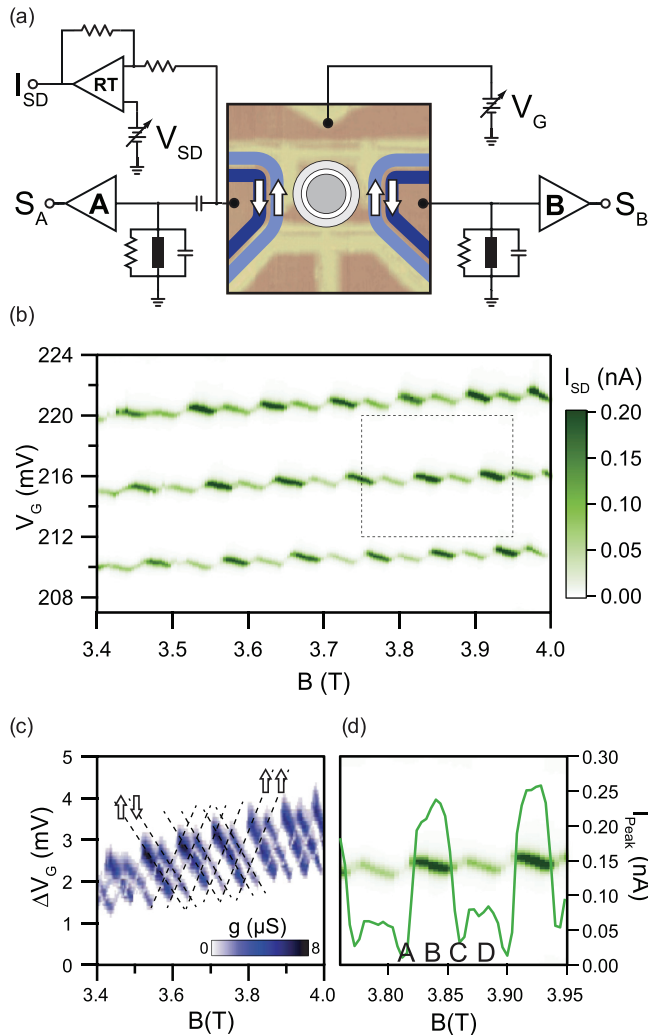 (a)
I_SD
RT
V_SD
V_G
S_A
A
B
S_B
(b)
224
220
216
212
208
V_G (mV)
3.4 3.5 3.6 3.7 3.8 3.9 4.0
B (T)
I_SD (nA)
0.20
0.15
0.10
0.05
0.00
(c)
5
4
3
2
1
0
ΔV_G (mV)
g (μS)
0 8
3.4 3.6 3.8 4.0
B(T)
(d)
0.30
0.25
0.20
0.15
0.10
0.05
0.00
I_Peak (nA)
A B C D
3.80 3.85 3.90 3.95
B(T)